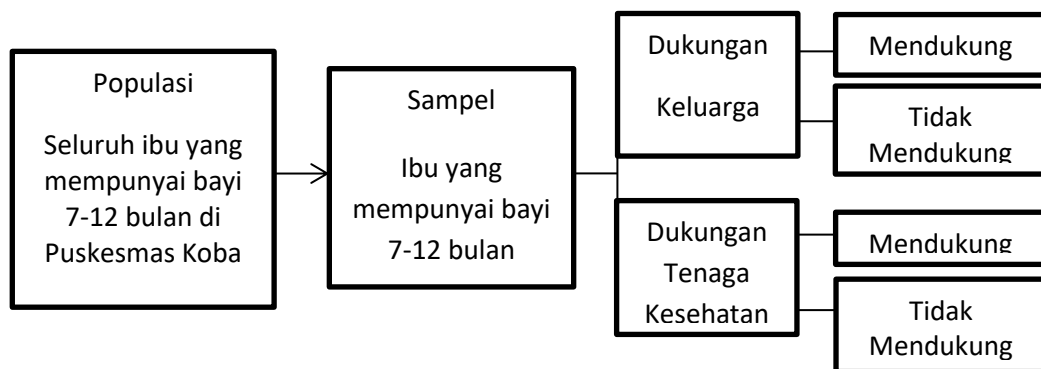 Populasi
Seluruh ibu yang
mempunyai bayi
7-12 bulan di
Puskesmas Koba
Sampel
Ibu yang
mempunyai bayi
7-12 bulan
Dukungan
Keluarga
Mendukung
Tidak
Mendukung
Dukungan
Tenaga
Kesehatan
Mendukung
Tidak
Mendukung